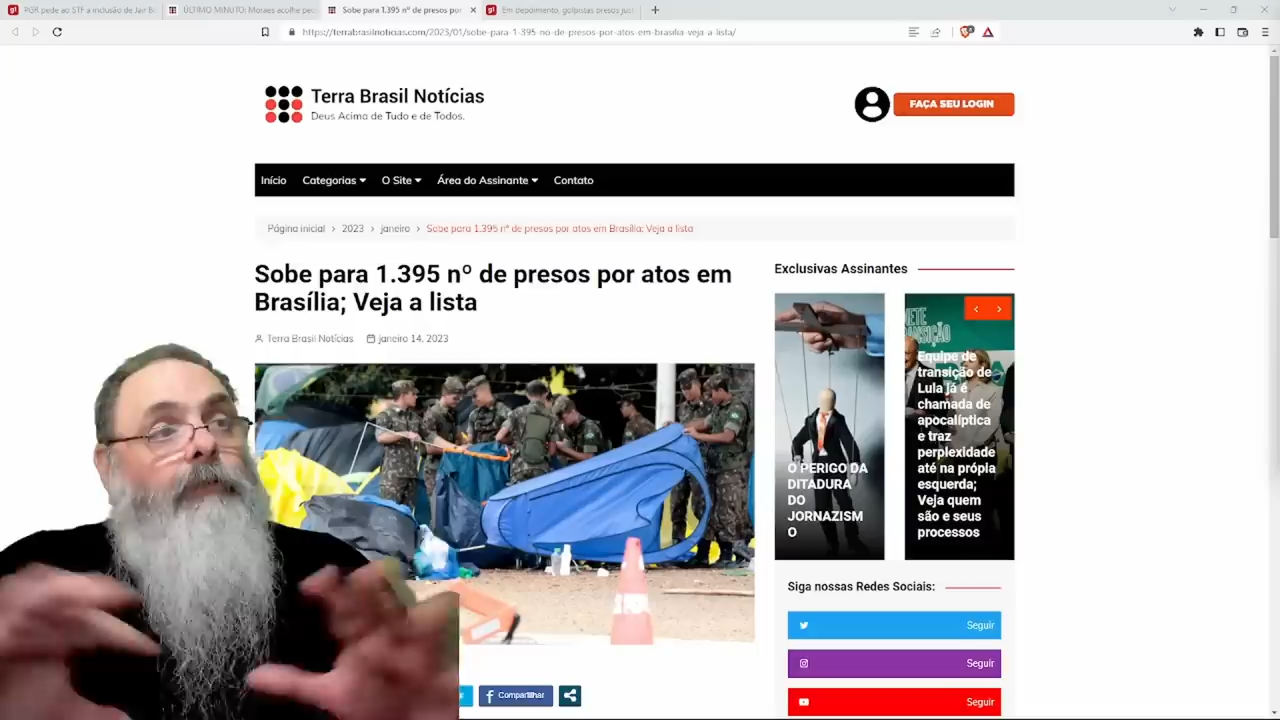 PGR pede ao STF a inclusão de Jair B
ÚLTIMO MINUTO: Moraes acolhe pec
Sobe para 1.395 nº de presos por
Em depoimento, golpistas presos jus
https://terrabrasilnoticias.com/2023/01/sobe-para-1-395-no-de-presos-por-atos-em-brasilia-veja-a-lista/
Terra Brasil Notícias
Deus Acima de Tudo e de Todos.
FAÇA SEU LOGIN
Início
Categorias
O Site
Área do Assinante
Contato
Página inicial > 2023 > janeiro > Sobe para 1.395 nº de presos por atos em Brasília; Veja a lista
Sobe para 1.395 nº de presos por atos em
Brasília; Veja a lista
Terra Brasil Notícias
janeiro 14, 2023
Compartilhar
Exclusivas Assinantes
O PERIGO DA
DITADURA
DO
JORNAZISM
O
Equipe de
transição de
Lula já é
chamada de
apocalíptica
e traz
perplexidade
até na própia
esquerda;
Veja quem
são e seus
processos
Siga nossas Redes Sociais:
Seguir
Seguir
Seguir